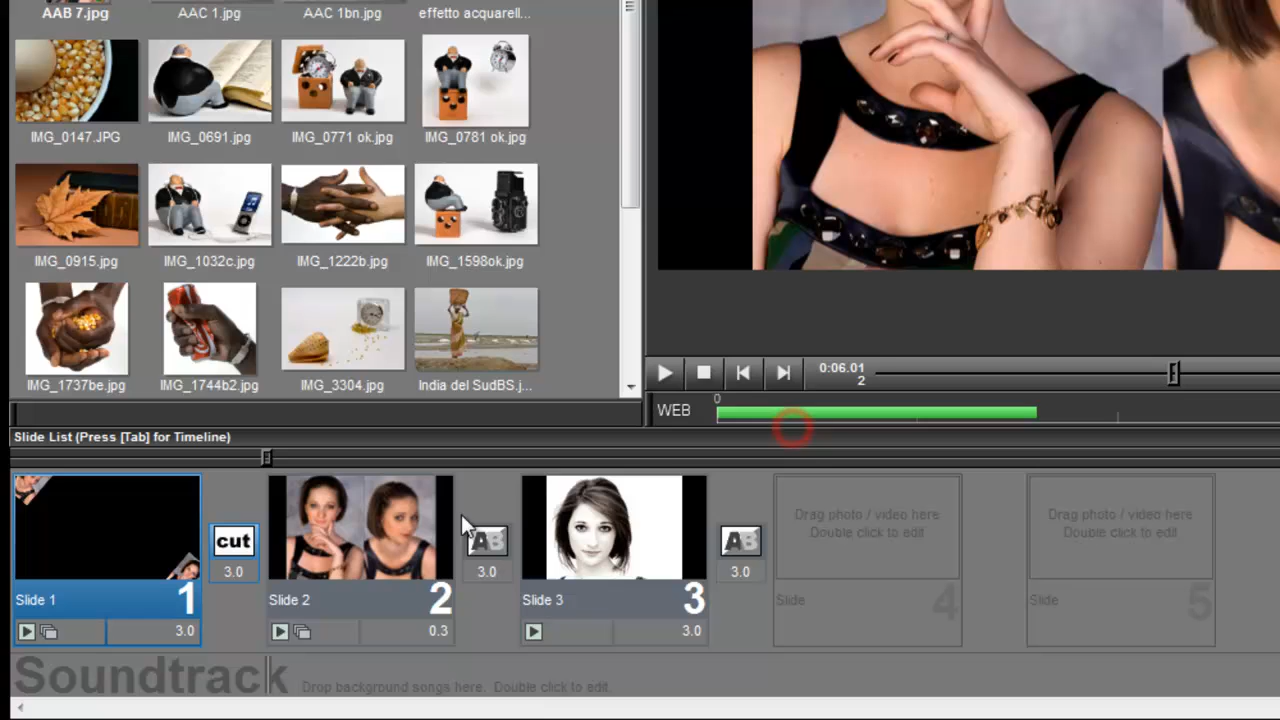 AAB 7.jpg
AAC 1.jpg
AAC 1bn.jpg
effetto acquarell...
IMG_0147.JPG
IMG_0691.jpg
IMG_0771 ok.jpg
IMG_0781 ok.jpg
IMG_0915.jpg
IMG_1032c.jpg
IMG_1222b.jpg
IMG_1598ok.jpg
IMG_1737be.jpg
IMG_1744b2.jpg
IMG_3304.jpg
India del SudBS.j...
0:06.01
2
WEB
0
Slide List (Press [Tab] for Timeline)
cut
3.0
AB
3.0
AB
3.0
Drag photo / video here
Double click to edit
Drag photo / video here
Double click to edit
Slide 1
1
Slide 2
2
Slide 3
3
Slide
4
Slide
5
3.0
0.3
3.0
Soundtrack
Drop background songs here. Double click to edit.